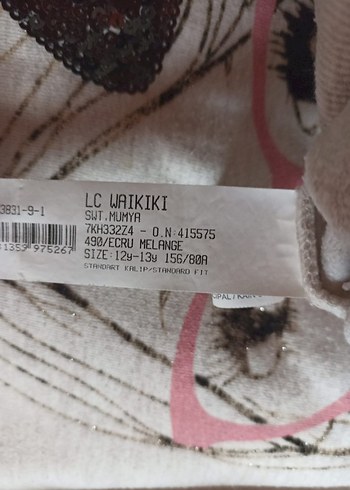 3831-9-1
975267
LC WAIKIKI
SWT.MUMYA
7KH332Z4 - O.N:415575
490/ECRU MELANGE
SIZE:12y-13y 156/80A
STANDART KALIP/STANDARD FIT